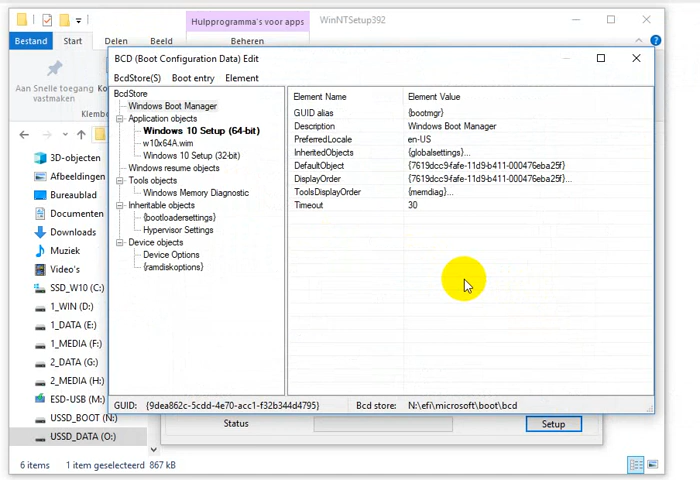 Hulpprogramma's voor apps
WinNTSetup392
Bestand
Start
Delen
Beeld
Beheren
Aan Snelle toegang
vastmaken
Klembo
BCD (Boot Configuration Data) Edit
BcdStore(S)
Boot entry
Element
BcdStore
Windows Boot Manager
Application objects
Windows 10 Setup (64-bit)
w10x64A.wim
Windows 10 Setup (32-bit)
Windows resume objects
Tools objects
Windows Memory Diagnostic
Inheritable objects
{bootloadersettings}
Hypervisor Settings
Device objects
Device Options
{ramdiskoptions}
Element Name
Element Value
GUID alias
{bootmgr}
Description
Windows Boot Manager
PreferredLocale
en-US
InheritedObjects
{globalsettings}...
DefaultObject
{7619dcc9-fafe-11d9-b411-000476eba25f}
DisplayOrder
{7619dcc9-fafe-11d9-b411-000476eba25f}...
ToolsDisplayOrder
{memdiag}...
Timeout
30
3D-objecten
Afbeeldingen
Bureaublad
Documenten
Downloads
Muziek
Video's
SSD_W10 (C:)
1_WIN (D:)
1_DATA (E:)
1_MEDIA (F:)
2_DATA (G:)
2_MEDIA (H:)
ESD-USB (M:)
USSD_BOOT (N:)
USSD_DATA (O:)
GUID: {9dea862c-5cdd-4e70-acc1-f32b344d4795}
Bcd store: N:\efi\microsoft\boot\bcd
Status
Setup
6 items
1 item geselecteerd 867 kB